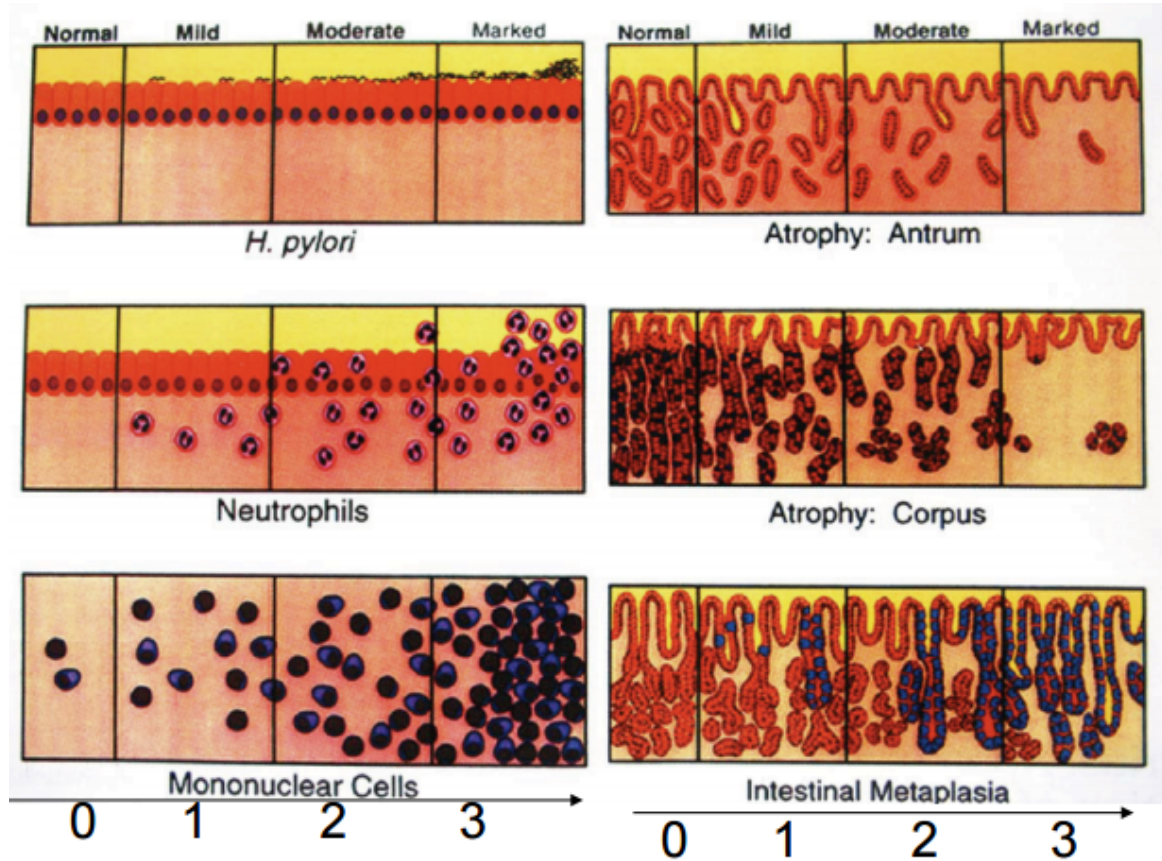 Normal Mild Moderate Marked
H. pylori
Neutrophils
Mononuclear Cells
0 1 2 3
Normal Mild Moderate Marked
Atrophy: Antrum
Atrophy: Corpus
Intestinal Metaplasia
0 1 2 3